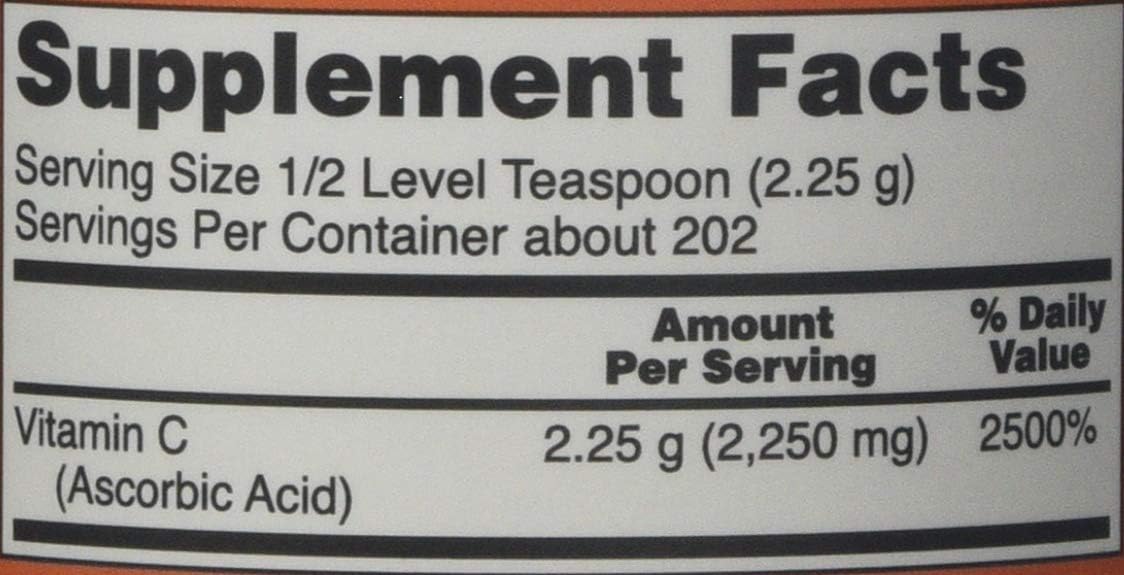 Supplement Facts
Serving Size 1/2 Level Teaspoon (2.25 g)
Servings Per Container about 202
Amount Per Serving
% Daily Value
Vitamin C 2.25 g (2,250 mg) 2500%
(Ascorbic Acid)